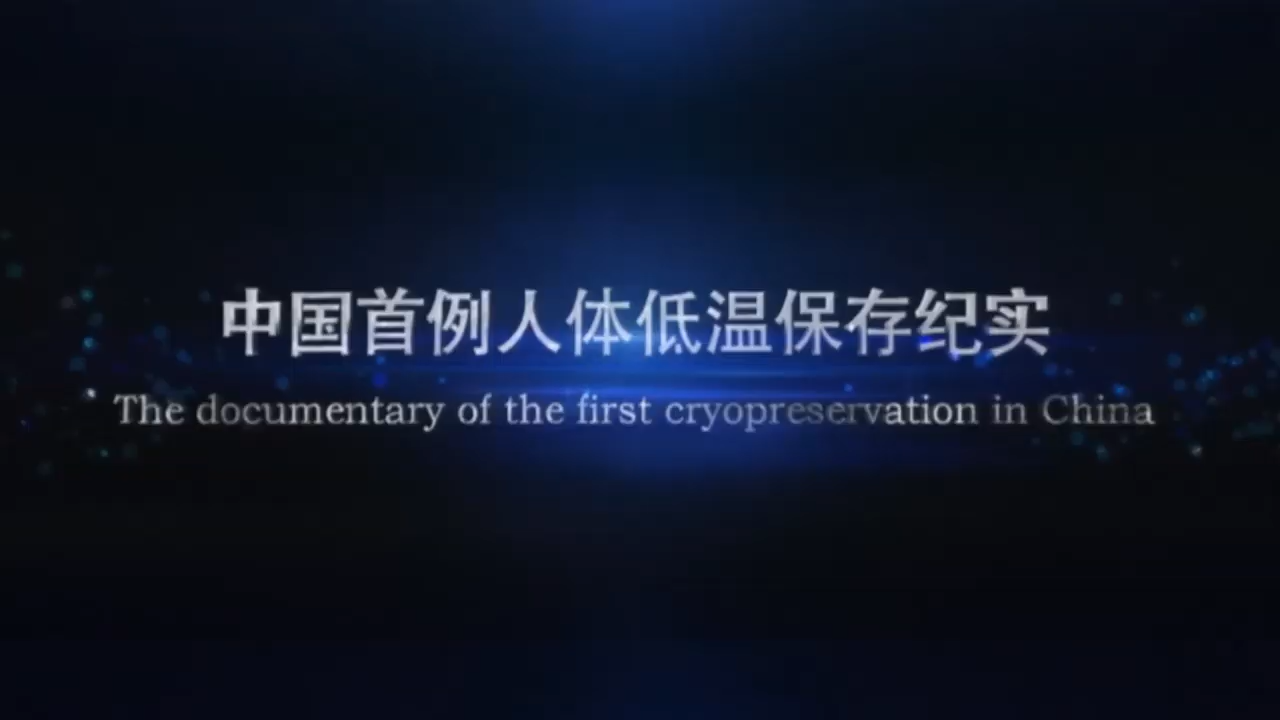 中国首例人体低温保存纪实
The documentary of the first cryopreservation in China